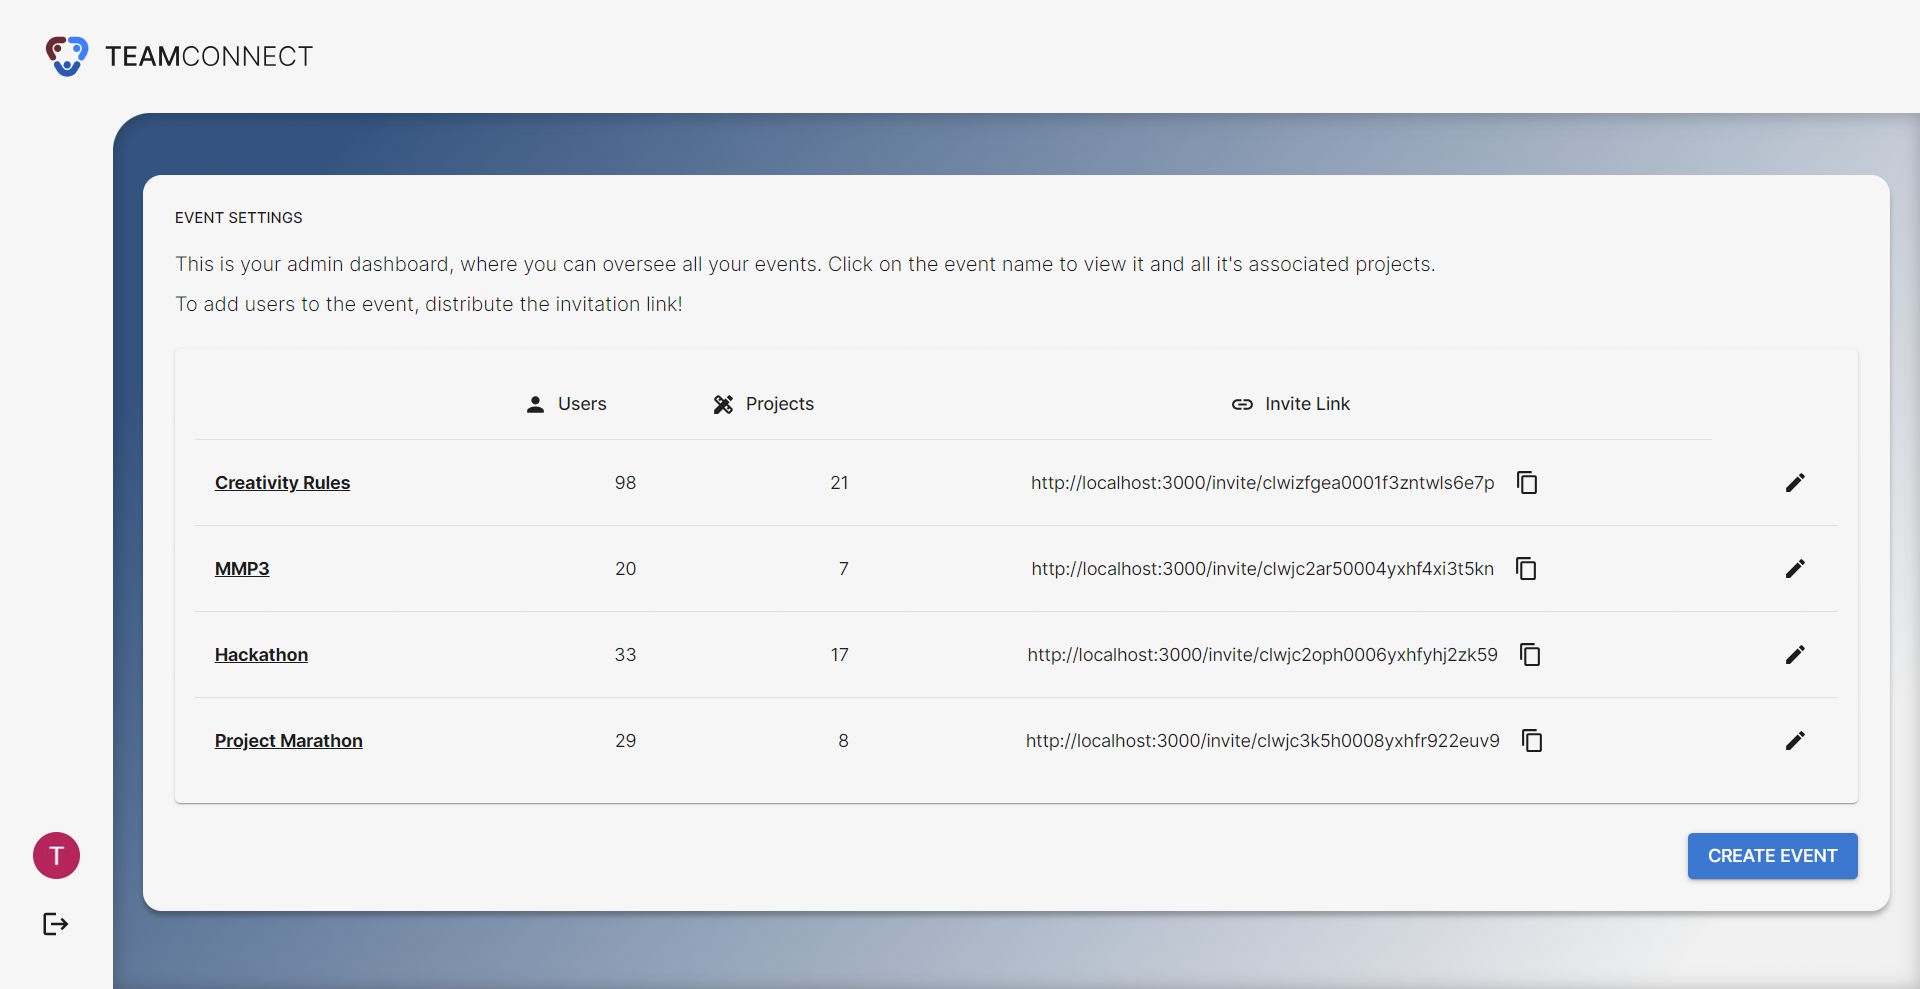 TEAMCONNECT
EVENT SETTINGS
This is your admin dashboard, where you can oversee all your events. Click on the event name to view it and all it's associated projects.
To add users to the event, distribute the invitation link!
Users Projects Invite Link
Creativity Rules 98 21 http://localhost:3000/invite/clwizfgea0001f3zntwls6e7p
MMP3 20 7 http://localhost:3000/invite/clwjc2ar50004yxhf4xi3t5kn
Hackathon 33 17 http://localhost:3000/invite/clwjc2oph0006yxhfyhj2zk59
Project Marathon 29 8 http://localhost:3000/invite/clwjc3k5h0008yxhfr922euv9
T
CREATE EVENT